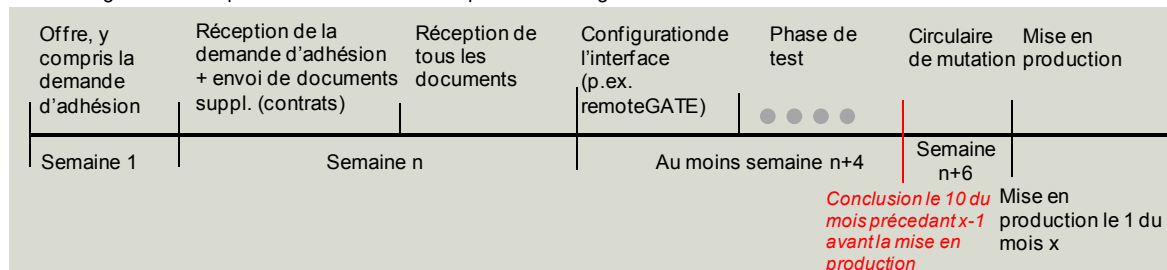 Offre, y
compris la
demande
d'adhésion
Réception de la
demande d'adhésion
+ envoi de documents
suppl. (contrats)
Réception de
tous les
documents
Configurationde
l'interface
(p.ex.
remoteGATE)
Phase de
test
Circulaire
de mutation
Mise en
production
Semaine 1
Semaine n
Au moins semaine n+4
Semaine
n+6
Conclusion le 10 du
mois précedant x-1
avant la mise en
production
Mise en
production le 1 du
mois x